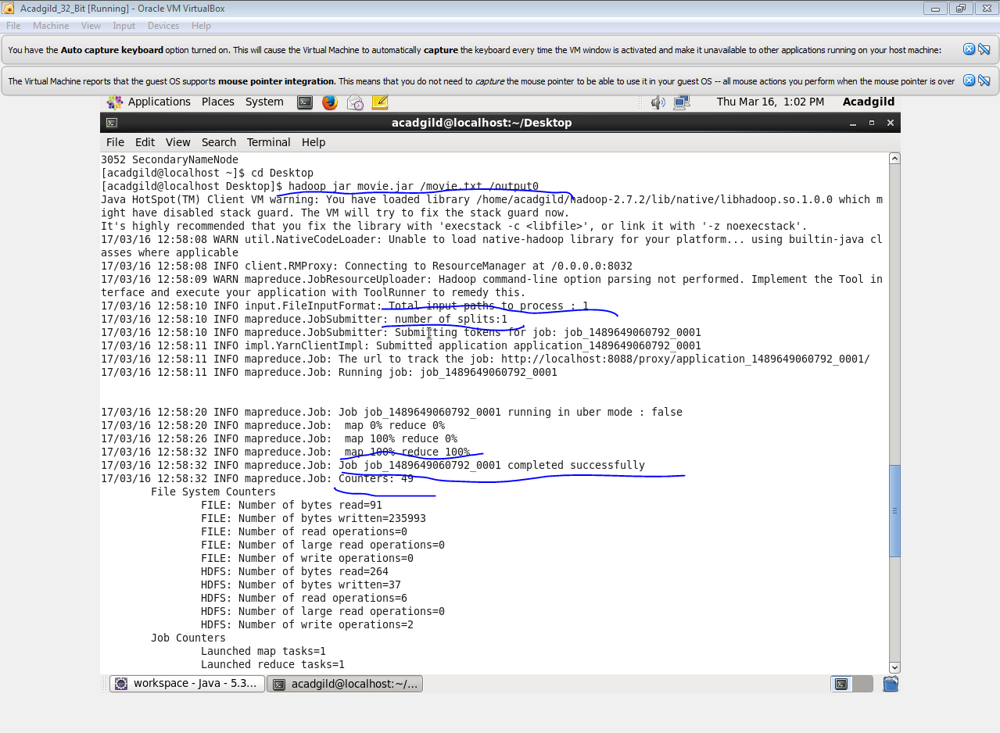 Acadgild_32_Bit [Running] - Oracle VM VirtualBox
File Machine View Input Devices Help
You have the Auto capture keyboard option turned on. This will cause the Virtual Machine to automatically capture the keyboard every time the VM window is activated and make it unavailable to other applications running on your host machine:
The Virtual Machine reports that the guest OS supports mouse pointer integration. This means that you do not need to capture the mouse pointer to be able to use it in your guest OS -- all mouse actions you perform when the mouse pointer is over
Applications Places System Thu Mar 16, 1:02 PM Acadgild
acadgild@localhost:~/Desktop
File Edit View Search Terminal Help
3052 SecondaryNameNode
[acadgild@localhost ~]$ cd Desktop
[acadgild@localhost Desktop]$ hadoop jar movie.jar /movie.txt /output0
Java HotSpot(TM) Client VM warning: You have loaded library /home/acadgild/hadoop-2.7.2/lib/native/libhadoop.so.1.0.0 which m
ight have disabled stack guard. The VM will try to fix the stack guard now.
It's highly recommended that you fix the library with 'execstack -c <libfile>', or link it with '-z noexecstack'.
17/03/16 12:58:08 WARN util.NativeCodeLoader: Unable to load native-hadoop library for your platform... using builtin-java cl
asses where applicable
17/03/16 12:58:08 INFO client.RMProxy: Connecting to ResourceManager at /0.0.0.0:8032
17/03/16 12:58:09 WARN mapreduce.JobResourceUploader: Hadoop command-line option parsing not performed. Implement the Tool in
terface and execute your application with ToolRunner to remedy this.
17/03/16 12:58:10 INFO input.FileInputFormat: Total input paths to process : 1
17/03/16 12:58:10 INFO mapreduce.JobSubmitter: number of splits:1
17/03/16 12:58:10 INFO mapreduce.JobSubmitter: Submitting tokens for job: job_1489649060792_0001
17/03/16 12:58:11 INFO impl.YarnClientImpl: Submitted application application_1489649060792_0001
17/03/16 12:58:11 INFO mapreduce.Job: The url to track the job: http://localhost:8088/proxy/application_1489649060792_0001/
17/03/16 12:58:11 INFO mapreduce.Job: Running job: job_1489649060792_0001
17/03/16 12:58:20 INFO mapreduce.Job: Job job_1489649060792_0001 running in uber mode : false
17/03/16 12:58:20 INFO mapreduce.Job:  map 0% reduce 0%
17/03/16 12:58:26 INFO mapreduce.Job:  map 100% reduce 0%
17/03/16 12:58:32 INFO mapreduce.Job:  map 100% reduce 100%
17/03/16 12:58:32 INFO mapreduce.Job: Job job_1489649060792_0001 completed successfully
17/03/16 12:58:32 INFO mapreduce.Job: Counters: 49
File System Counters
FILE: Number of bytes read=91
FILE: Number of bytes written=235993
FILE: Number of read operations=0
FILE: Number of large read operations=0
FILE: Number of write operations=0
HDFS: Number of bytes read=264
HDFS: Number of bytes written=37
HDFS: Number of read operations=6
HDFS: Number of large read operations=0
HDFS: Number of write operations=2
Job Counters
Launched map tasks=1
Launched reduce tasks=1
workspace - Java - 5.3... acadgild@localhost:~/...